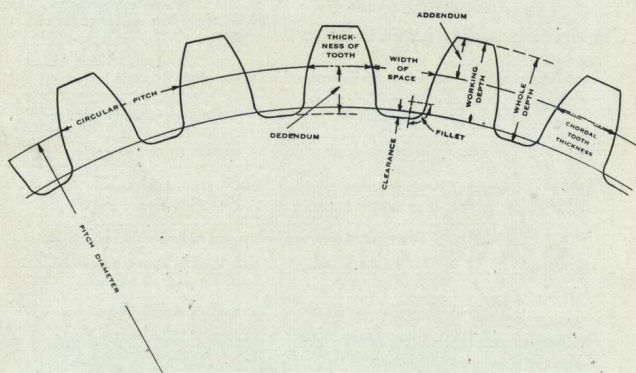 ADDENDUM
THICK-
NESS OF
TOOTH
WIDTH
OF
SPACE
WORKING
DEPTH
WHOLE
DEPTH
CIRCULAR PITCH
DEDENDUM
FILLET
CLEARANCE
CHORDAL
TOOTH
THICKNESS
PITCH DIAMETER